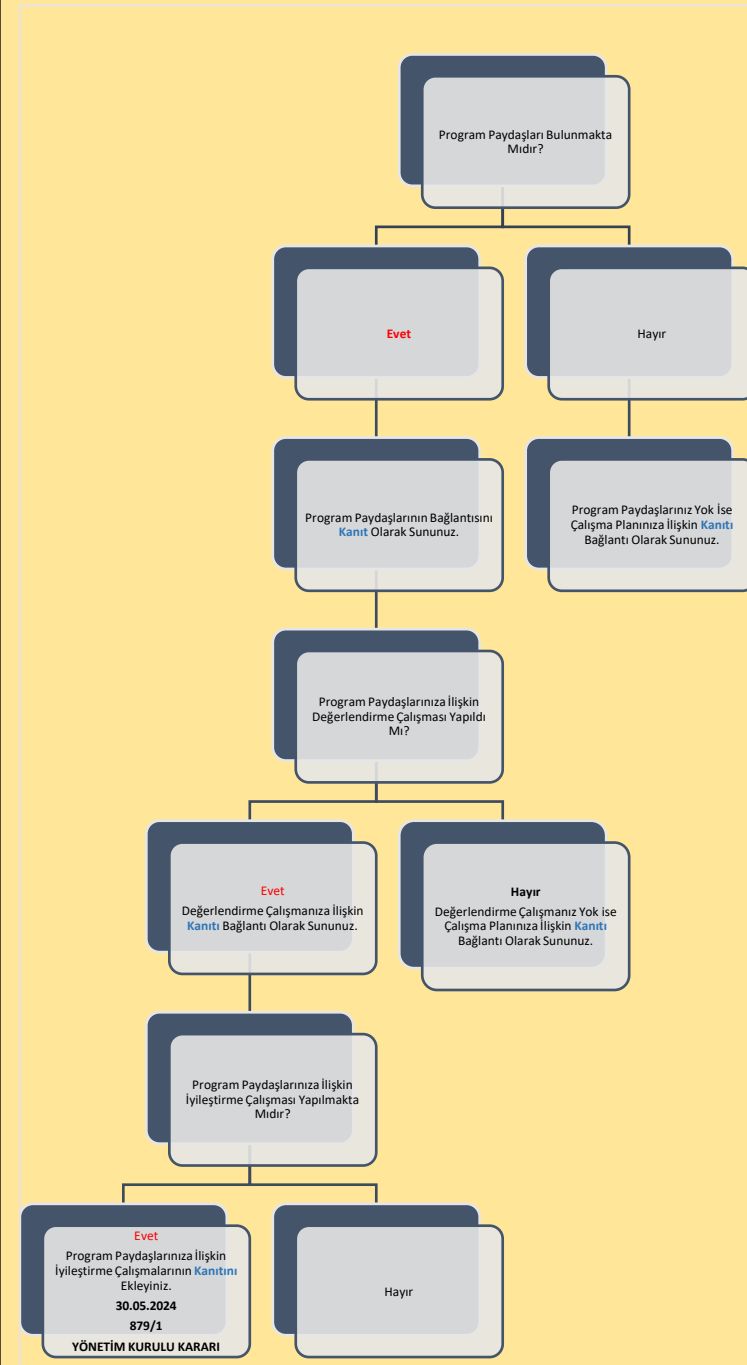 Program Paydaşları Bulunmakta
Mıdır?
Evet
Hayır
Program Paydaşlarının Bağlantısını
Kanıt Olarak Sununuz.
Program Paydaşlarınız Yok İse
Çalışma Planınıza İlişkin Kanıtı
Bağlantı Olarak Sununuz.
Program Paydaşlarınıza İlişkin
Değerlendirme Çalışması Yapıldı
Mı?
Evet
Değerlendirme Çalışmanıza İlişkin
Kanıtı Bağlantı Olarak Sununuz.
Hayır
Değerlendirme Çalışmanız Yok ise
Çalışma Planınıza İlişkin Kanıtı
Bağlantı Olarak Sununuz.
Program Paydaşlarınıza İlişkin
İyileştirme Çalışması Yapılmakta
Mıdır?
Evet
Program Paydaşlarınıza İlişkin
İyileştirme Çalışmalarının Kanıtını
Ekleyiniz.
30.05.2024
879/1
YÖNETİM KURULU KARARI
Hayır